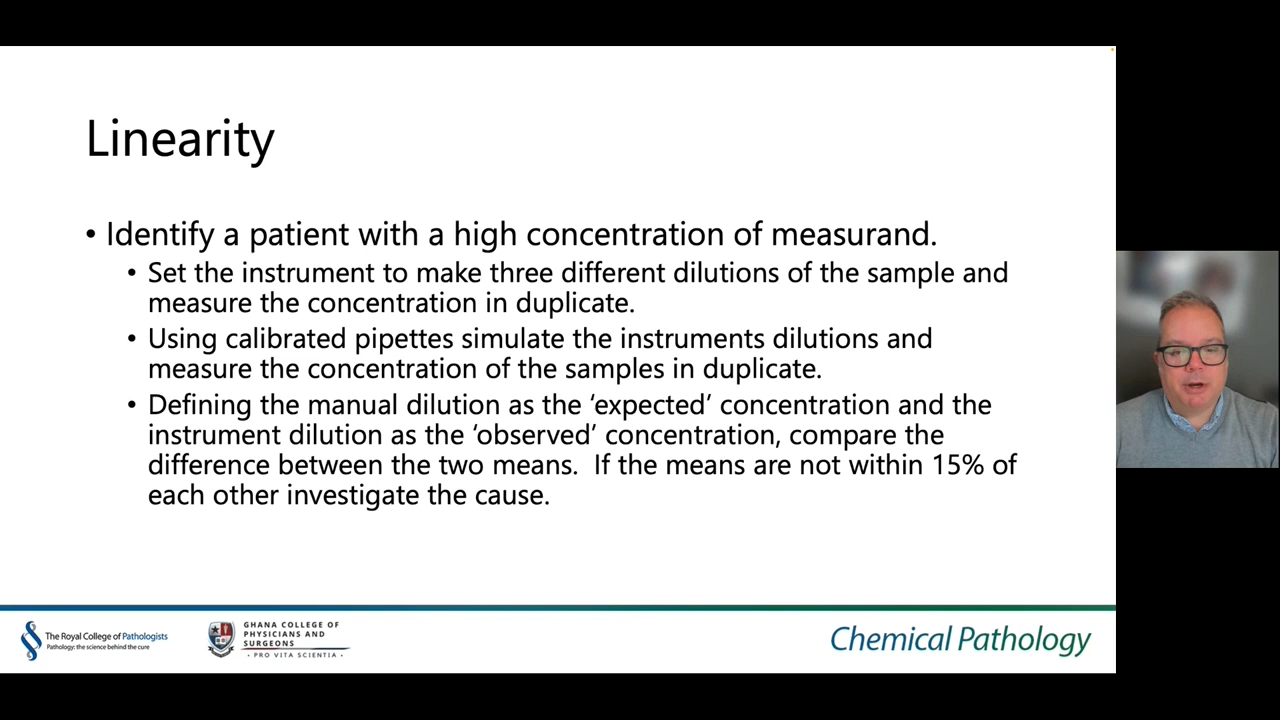 Linearity
• Identify a patient with a high concentration of measurand.
• Set the instrument to make three different dilutions of the sample and
measure the concentration in duplicate.
• Using calibrated pipettes simulate the instruments dilutions and
measure the concentration of the samples in duplicate.
• Defining the manual dilution as the ‘expected’ concentration and the
instrument dilution as the ‘observed’ concentration, compare the
difference between the two means.  If the means are not within 15% of
each other investigate the cause.
The Royal College of Pathologists
Pathology: the science behind the cure
GHANA COLLEGE OF
PHYSICIANS AND
SURGEONS
• PRO VITA SCIENTIA •
Chemical Pathology